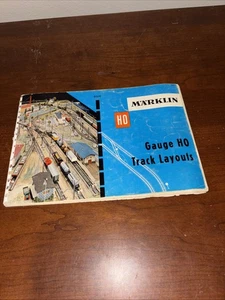 MÄRKLIN
HO
Gauge HO
Track Layouts